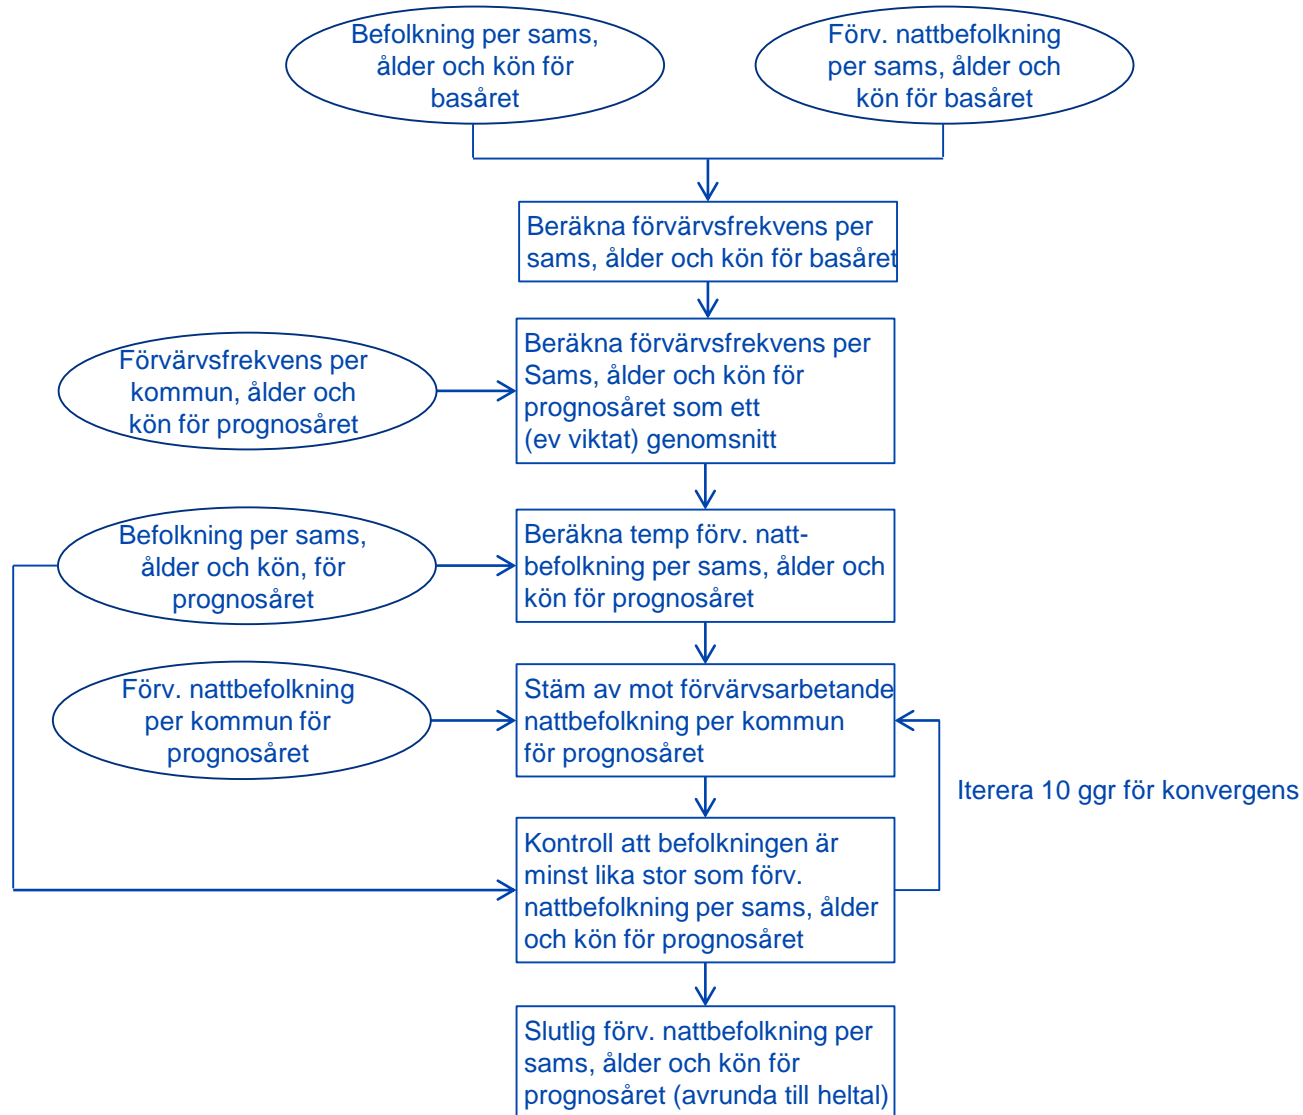 Befolkning per sams,
ålder och kön för
basåret
Förv. nattbefolkning
per sams, ålder och
kön för basåret
Beräkna förvärvsfrekvens per
sams, ålder och kön för basåret
Förvärvsfrekvens per
kommun, ålder och
kön för prognosåret
Beräkna förvärvsfrekvens per
Sams, ålder och kön för
prognosåret som ett
(ev viktat) genomsnitt
Befolkning per sams,
ålder och kön, för
prognosåret
Beräkna temp förv. natt-
befolkning per sams, ålder och
kön för prognosåret
Förv. nattbefolkning
per kommun för
prognosåret
Stäm av mot förvärvsarbetande
nattbefolkning per kommun
för prognosåret
Iterera 10 ggr för konvergens
Kontroll att befolkningen är
minst lika stor som förv.
nattbefolkning per sams, ålder
och kön för prognosåret
Slutlig förv. nattbefolkning per
sams, ålder och kön för
prognosåret (avrunda till heltal)